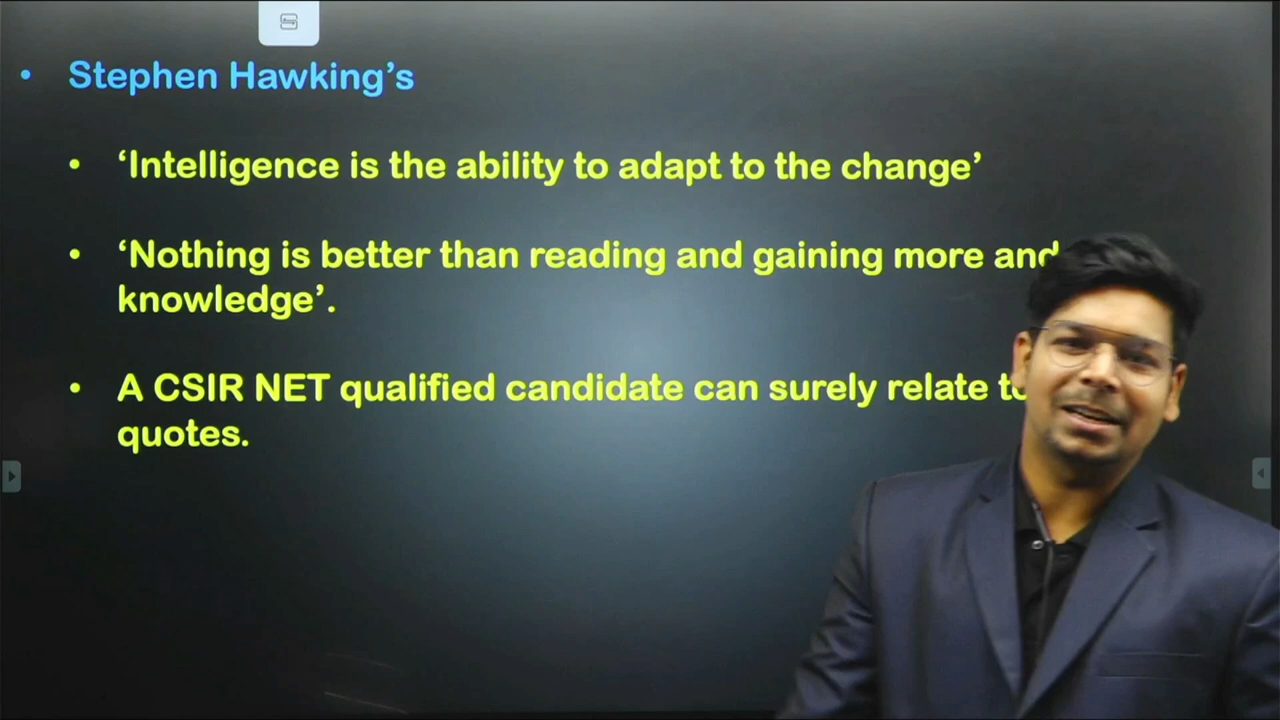 Stephen Hawking's
‘Intelligence is the ability to adapt to the change’
‘Nothing is better than reading and gaining more and
knowledge’.
A CSIR NET qualified candidate can surely relate
quotes.